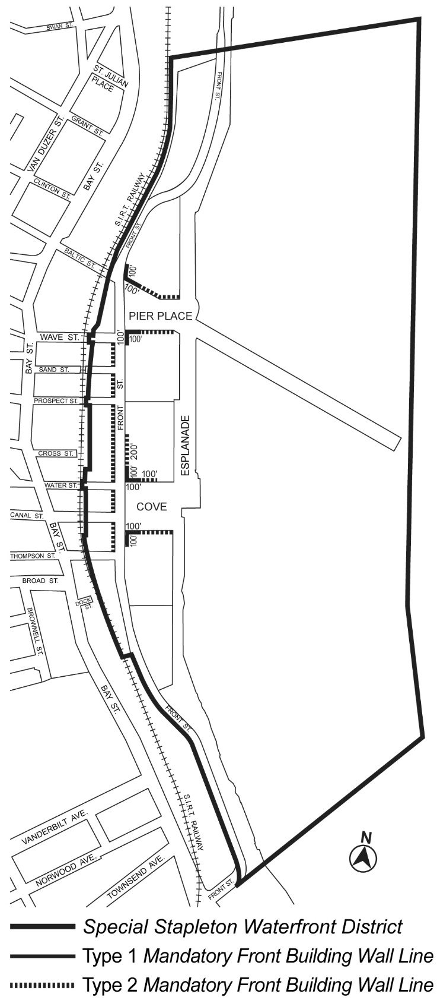 SWAN ST.
ST. JULIAN
PLACE
FRONT ST.
GRANT ST.
VAN DUZER ST.
BAY ST.
CLINTON ST.
S.I.R.T. RAILWAY
FRONT ST.
BALTIC ST.
100'
100'
PIER PLACE
WAVE ST.
100'
100'
BAY ST.
SAND ST.
ST.
PROSPECT ST.
FRONT
ESPLANADE
CROSS ST.
200'
100'
100'
WATER ST.
100'
COVE
CANAL ST.
BAY ST.
100'
100'
THOMPSON ST.
BROAD ST.
DOCK
ST.
BROWNELL ST.
BAY ST.
FRONT ST.
S.I.R.T. RAILWAY
VANDERBILT AVE.
N
NORWOOD AVE.
TOWNSEND AVE.
FRONT ST.
Special Stapleton Waterfront District
Type 1 Mandatory Front Building Wall Line
Type 2 Mandatory Front Building Wall Line